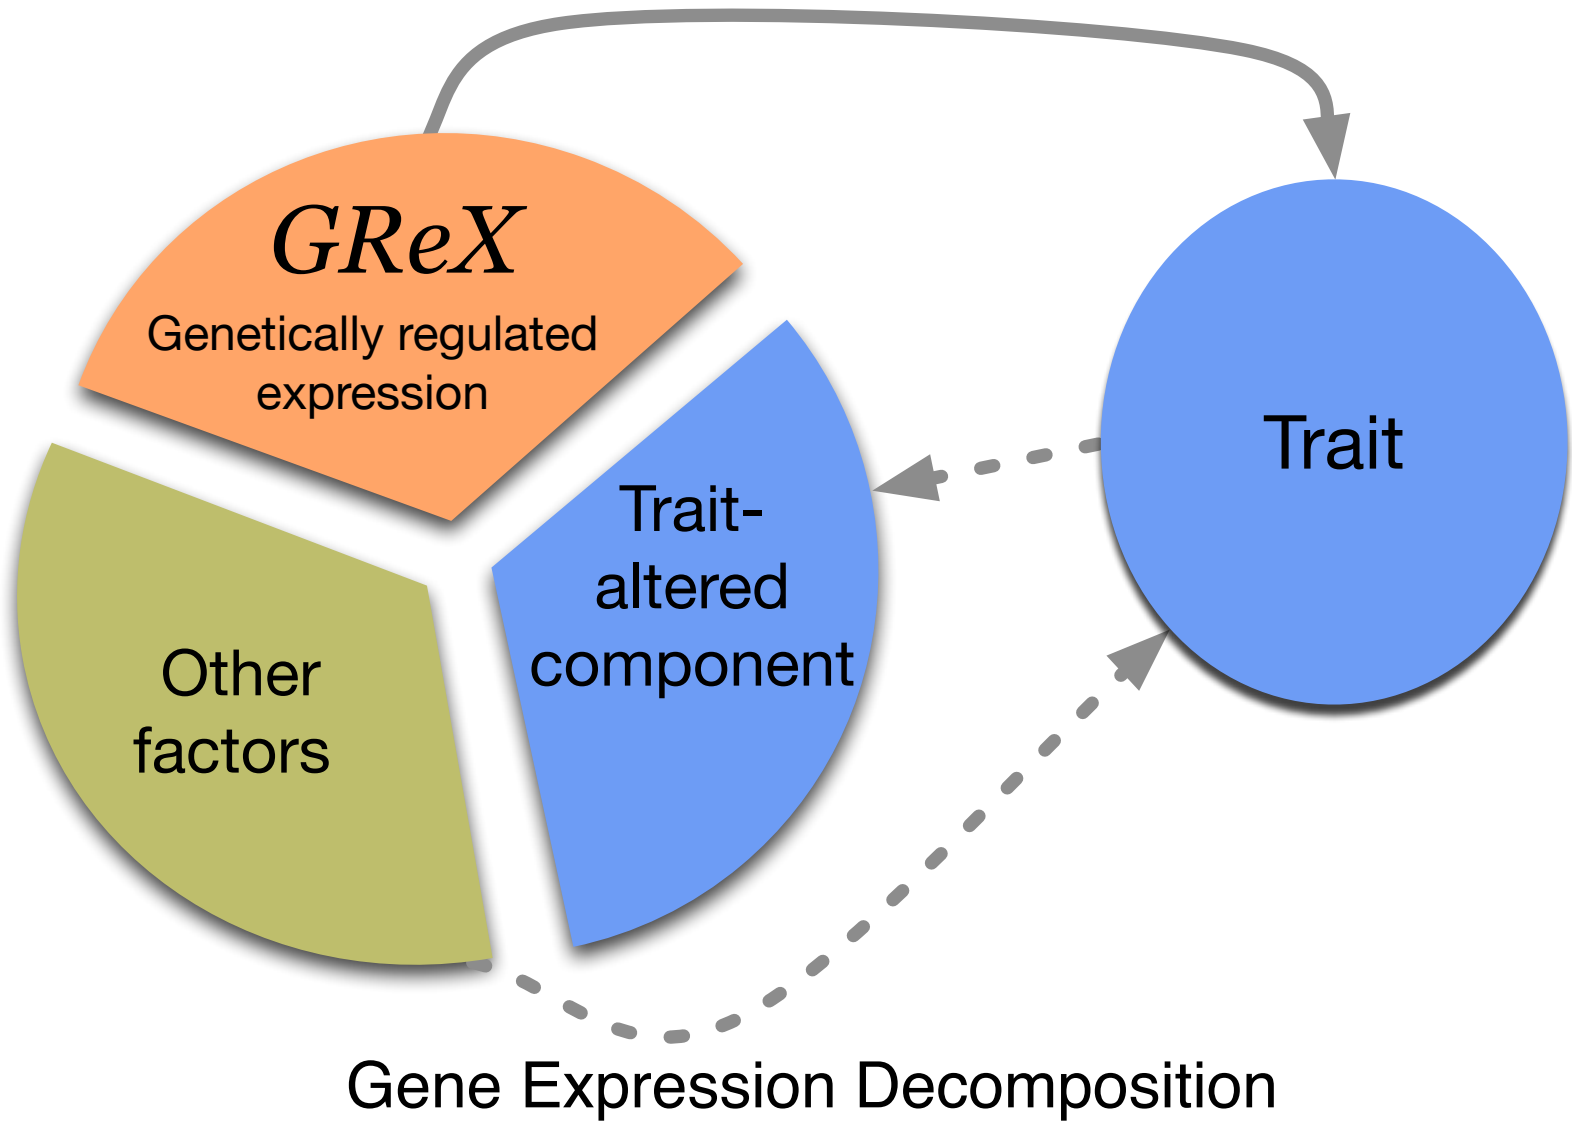 GReX
Genetically regulated
expression
Trait-
altered
component
Trait
Other
factors
Gene Expression Decomposition